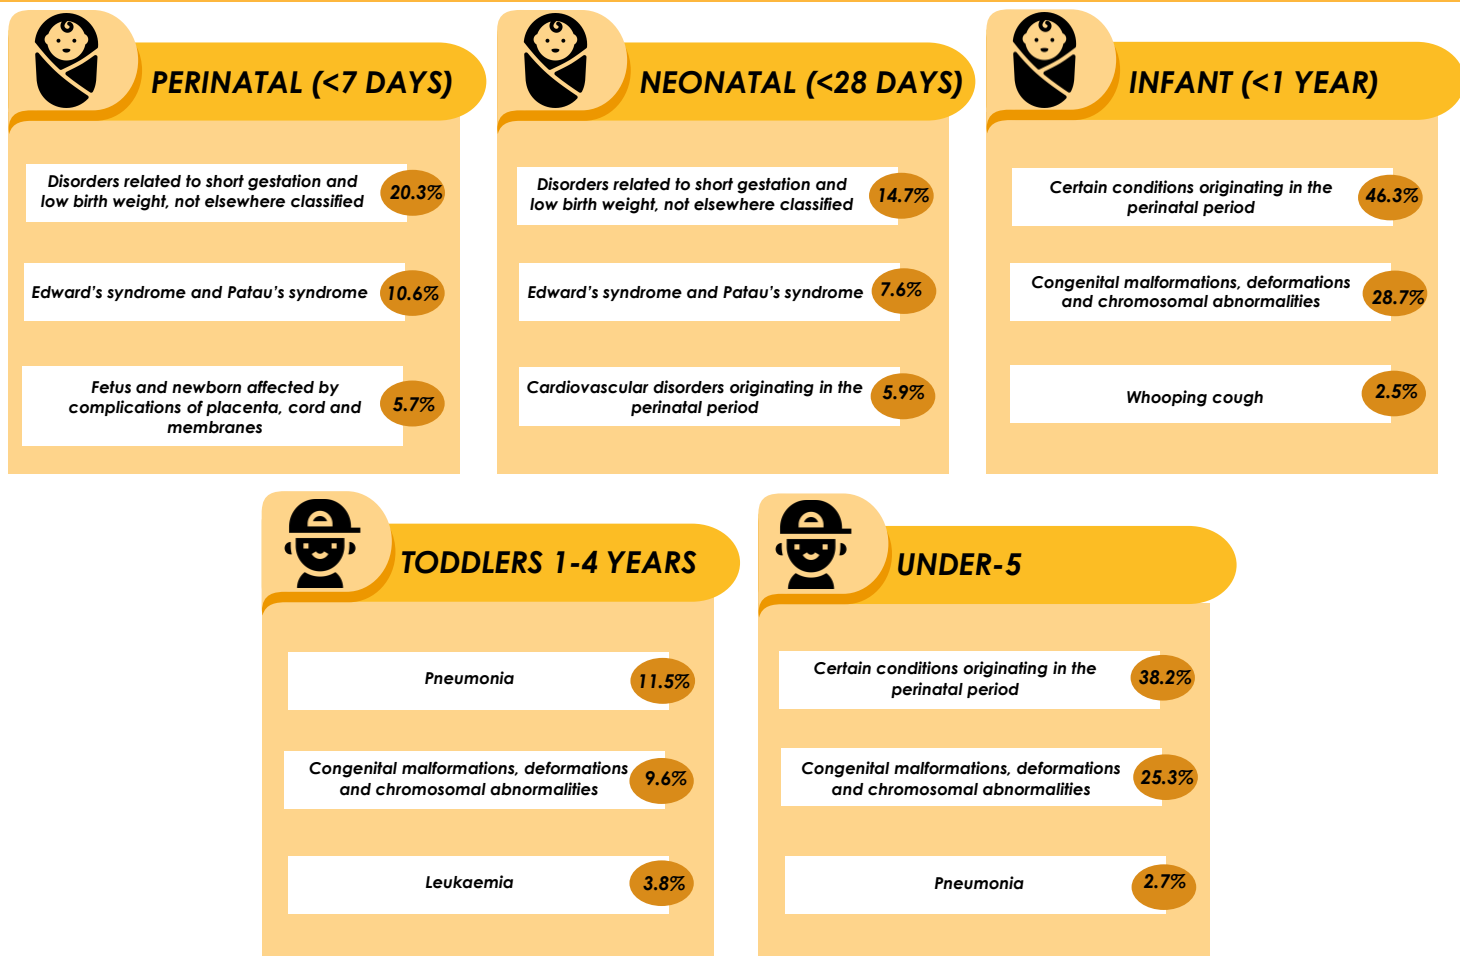 PERINATAL (<7 DAYS)
Disorders related to short gestation and
low birth weight, not elsewhere classified
20.3%
Edward's syndrome and Patau's syndrome
10.6%
Fetus and newborn affected by
complications of placenta, cord and
membranes
5.7%
NEONATAL (<28 DAYS)
Disorders related to short gestation and
low birth weight, not elsewhere classified
14.7%
Edward's syndrome and Patau's syndrome
7.6%
Cardiovascular disorders originating in the
perinatal period
5.9%
INFANT (<1 YEAR)
Certain conditions originating in the
perinatal period
46.3%
Congenital malformations, deformations
and chromosomal abnormalities
28.7%
Whooping cough
2.5%
TODDLERS 1-4 YEARS
Pneumonia
11.5%
Congenital malformations, deformations
and chromosomal abnormalities
9.6%
Leukaemia
3.8%
UNDER-5
Certain conditions originating in the
perinatal period
38.2%
Congenital malformations, deformations
and chromosomal abnormalities
25.3%
Pneumonia
2.7%